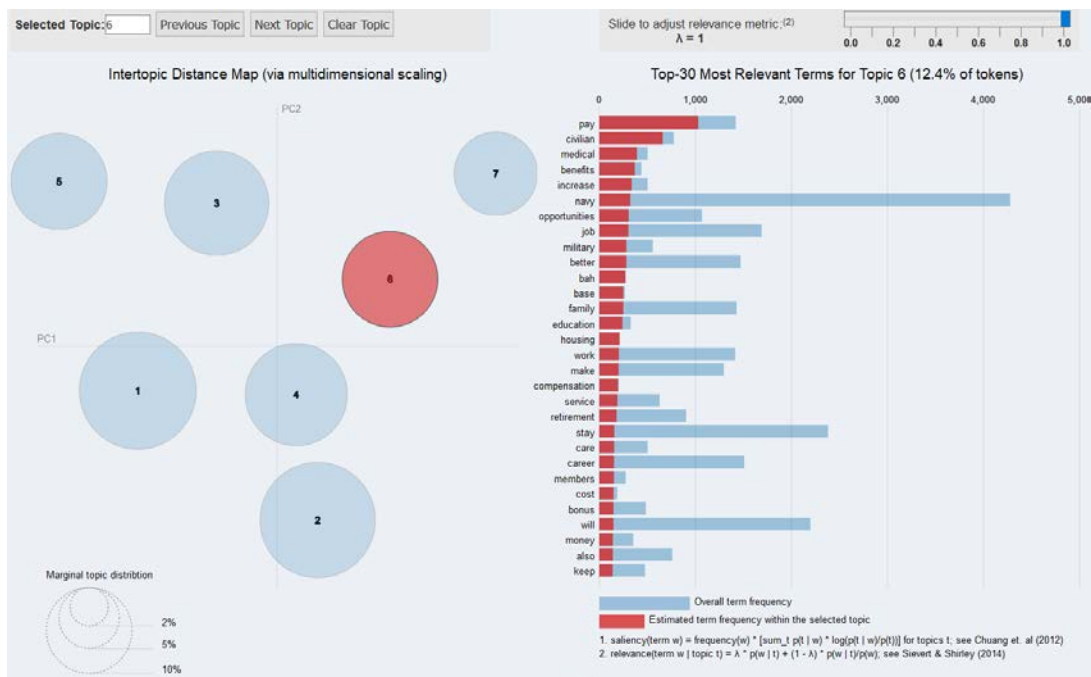 Selected Topic: 6 Previous Topic Next Topic Clear Topic
Slide to adjust relevance metric:(2)
λ = 1
0.0 0.2 0.4 0.6 0.8 1.0
Intertopic Distance Map (via multidimensional scaling)
PC2
PC1
5
3
7
6
1
4
2
Marginal topic distribtion
2%
5%
10%
Top-30 Most Relevant Terms for Topic 6 (12.4% of tokens)
0 1,000 2,000 3,000 4,000 5,000
pay
civilian
medical
benefits
increase
navy
opportunities
job
military
better
bah
base
family
education
housing
work
make
compensation
service
retirement
stay
care
career
members
cost
bonus
will
money
also
keep
Overall term frequency
Estimated term frequency within the selected topic
1. saliency(term w) = frequency(w) * [sum_t p(t | w) * log(p(t | w)/p(t))] for topics t; see Chuang et. al (2012)
2. relevance(term w | topic t) = λ * p(w | t) + (1 - λ) * p(w | t)/p(w); see Sievert & Shirley (2014)